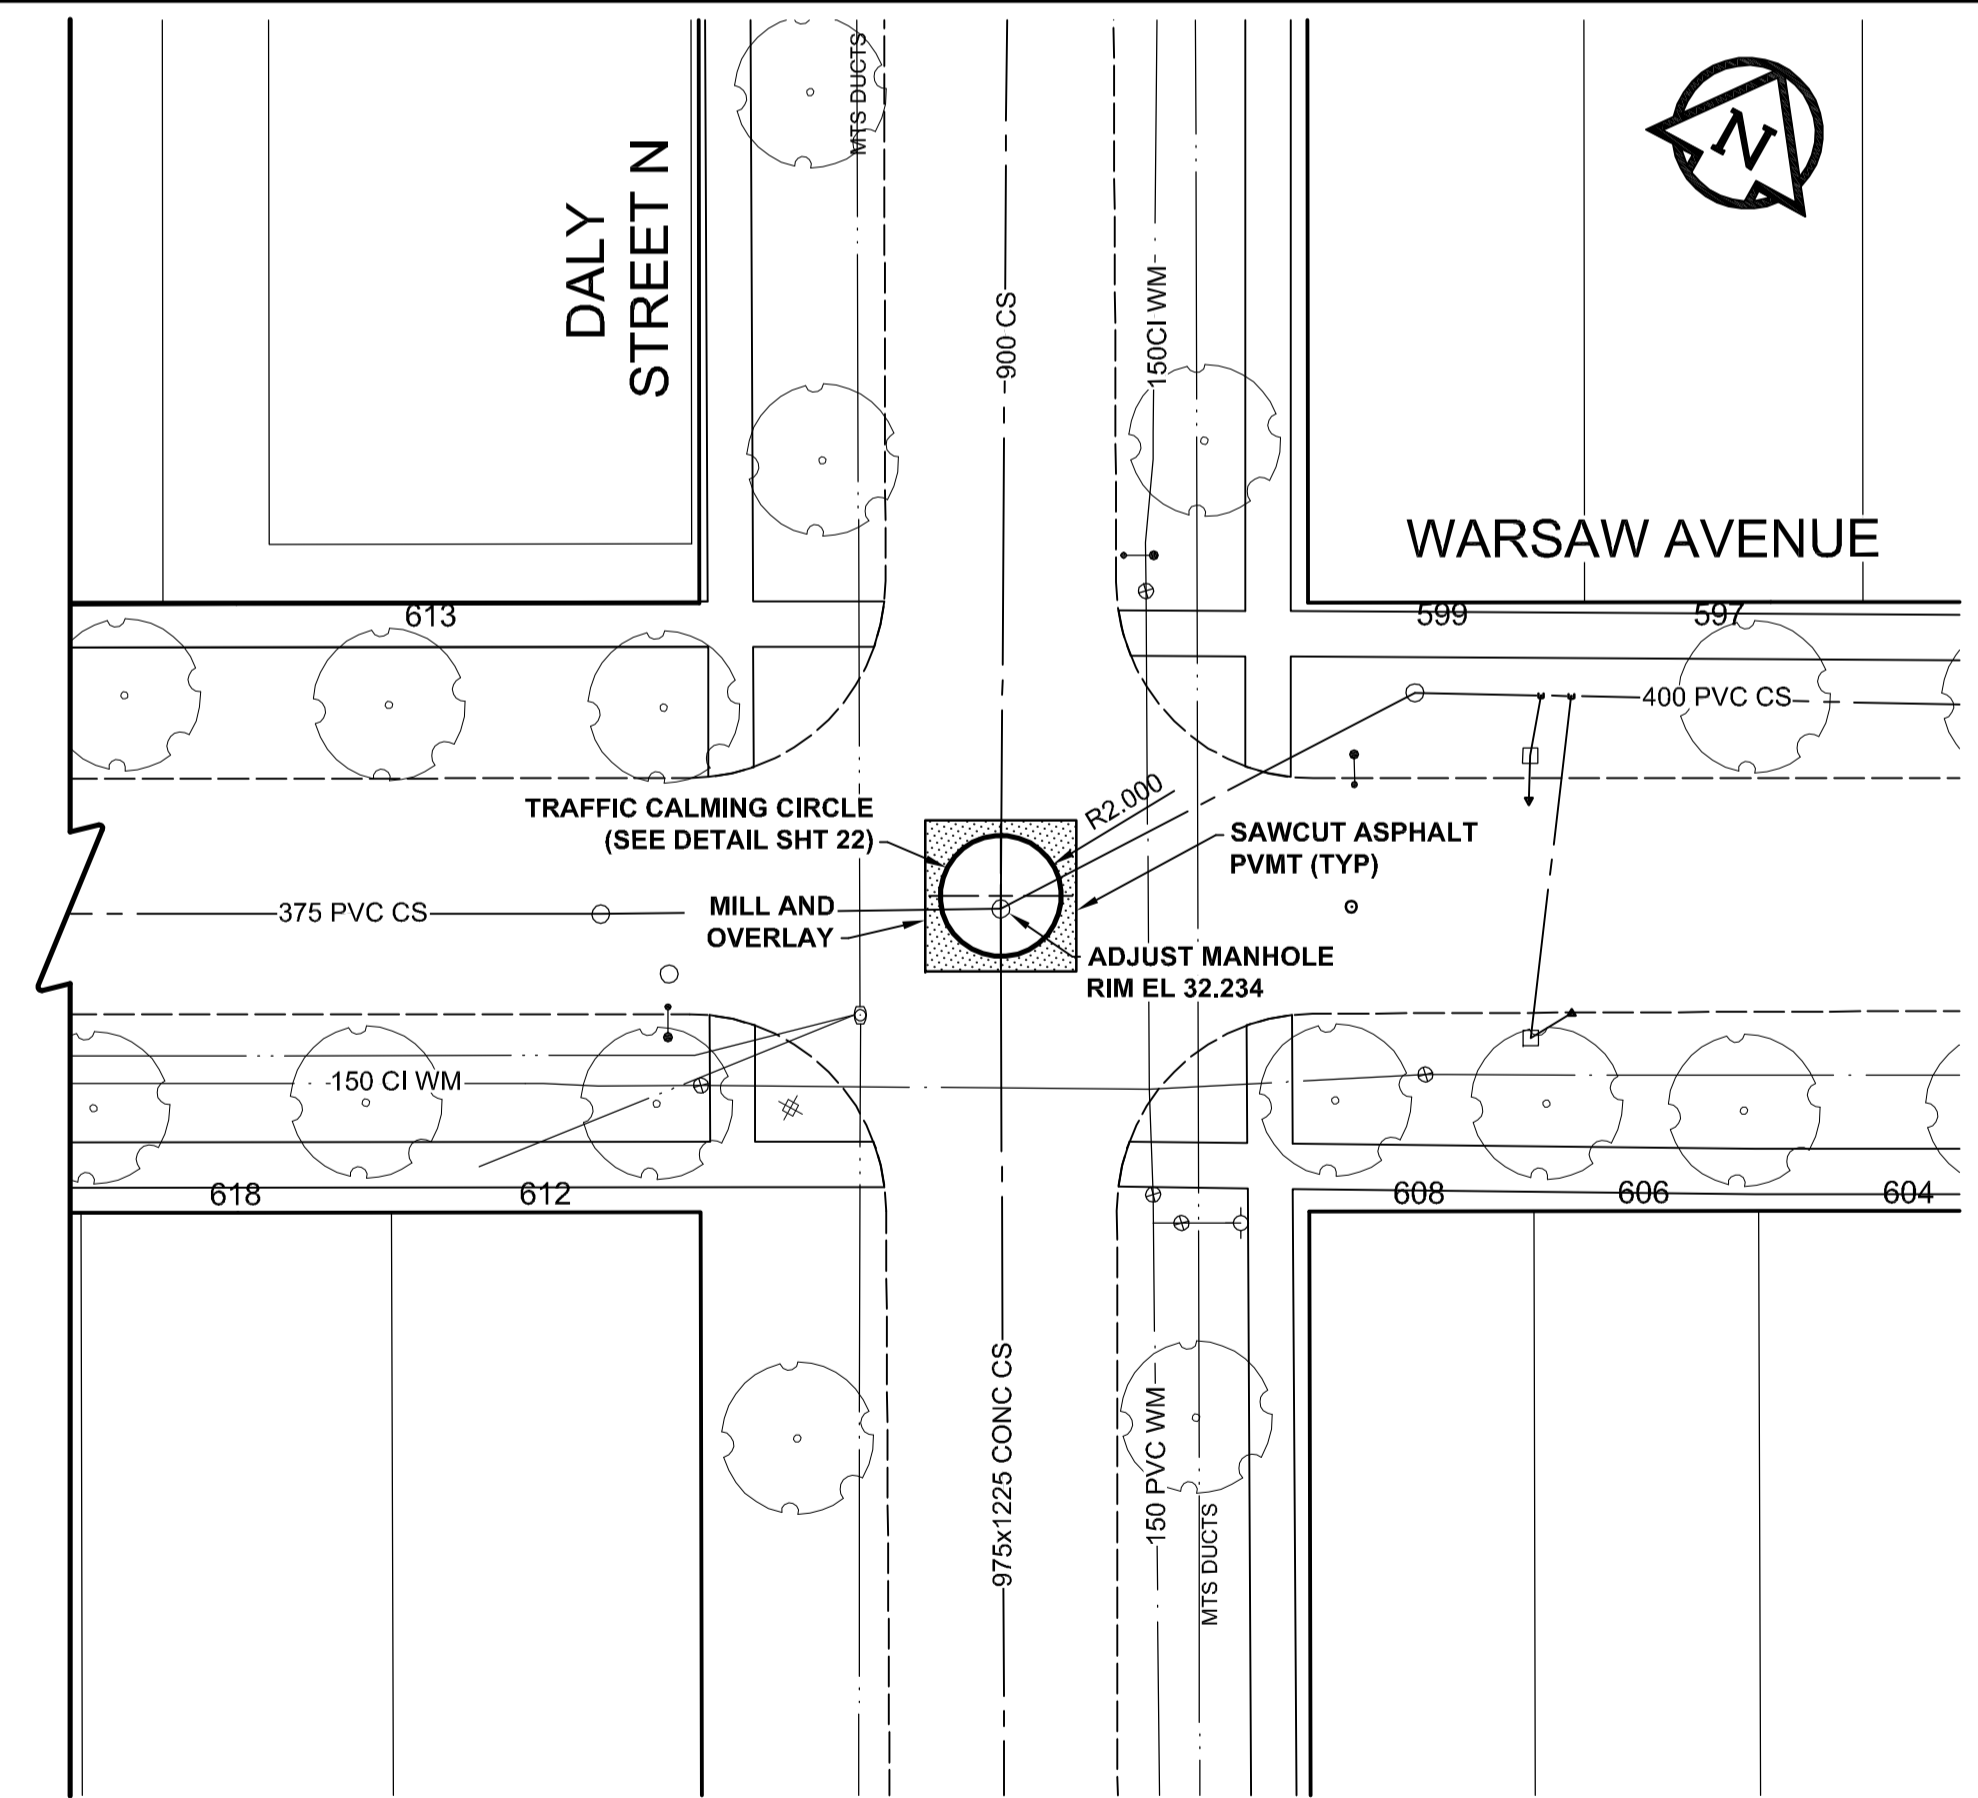 MTS DUCTS
DALY
STREET N
N
900 CS
150CI WM
WARSAW AVENUE
613
599
597
400 PVC CS
R2.000
TRAFFIC CALMING CIRCLE
(SEE DETAIL SHT 22)
SAWCUT ASPHALT
PVMT (TYP)
375 PVC CS
MILL AND
OVERLAY
ADJUST MANHOLE
RIM EL 32.234
150 CI WM
618
612
608
606
604
975x1225 CONC CS
150 PVC WM
MTS DUCTS